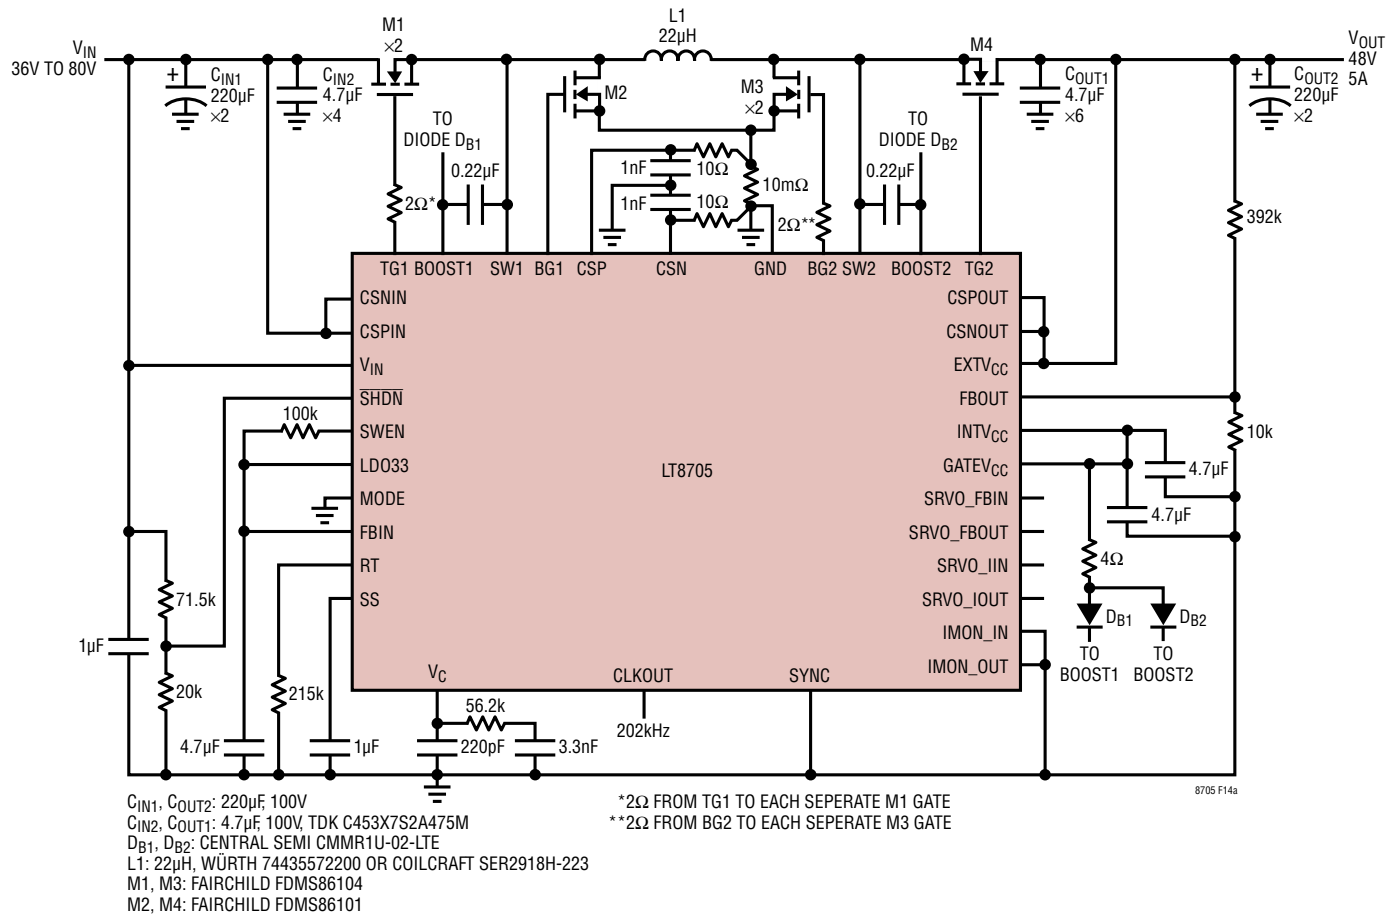 VIN
36V TO 80V
CIN1
220µF
×2
CIN2
4.7µF
×4
M1
×2
L1
22µH
M2
M3
×2
M4
COUT1
4.7µF
×6
COUT2
220µF
×2
VOUT
48V
5A
TO
DIODE DB1
0.22µF
2Ω*
1nF
10Ω
1nF
10Ω
10mΩ
2Ω**
TO
DIODE DB2
0.22µF
392k
TG1
BOOST1
SW1
BG1
CSP
CSN
GND
BG2
SW2
BOOST2
TG2
CSNIN
CSPIN
VIN
SHDN
100k
SWEN
LDO33
MODE
FBIN
RT
SS
LT8705
CSPOUT
CSNOUT
EXTVCC
FBOUT
INTVCC
GATEVCC
SRVO_FBIN
SRVO_FBOUT
SRVO_IIN
SRVO_IOUT
IMON_IN
IMON_OUT
10k
4.7µF
4.7µF
4Ω
DB1
DB2
TO
BOOST1
TO
BOOST2
71.5k
1µF
20k
215k
4.7µF
1µF
VC
CLKOUT
SYNC
56.2k
220pF
3.3nF
202kHz
8705 F14a
CIN1, COUT2: 220µF, 100V
CIN2, COUT1: 4.7µF, 100V, TDK C453X7S2A475M
DB1, DB2: CENTRAL SEMI CMMR1U-02-LTE
L1: 22µH, WÜRTH 74435572200 OR COILCRAFT SER2918H-223
M1, M3: FAIRCHILD FDMS86104
M2, M4: FAIRCHILD FDMS86101
*2Ω FROM TG1 TO EACH SEPERATE M1 GATE
**2Ω FROM BG2 TO EACH SEPERATE M3 GATE